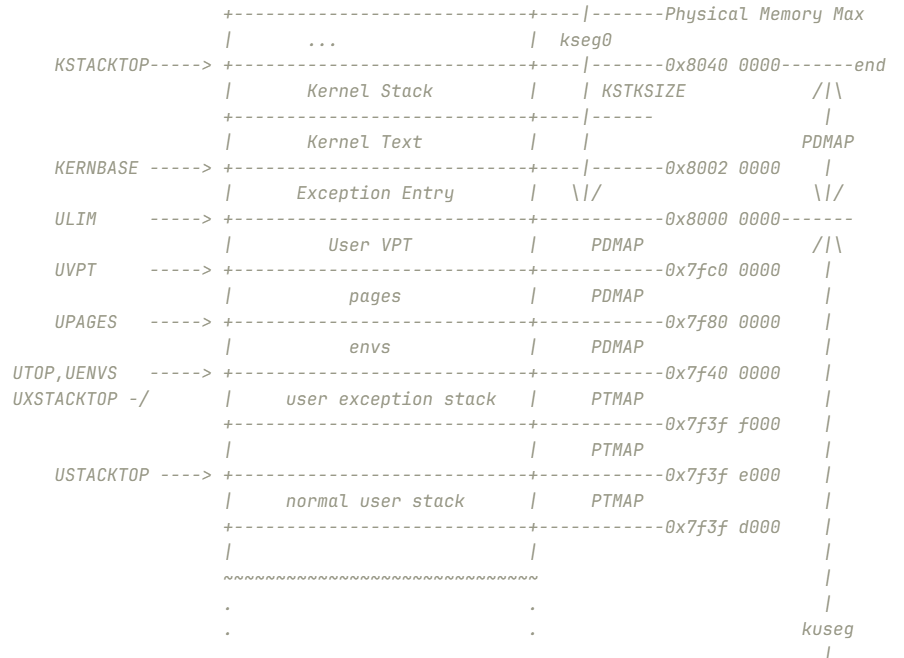 +----------------------------+----|-------Physical Memory Max
                     |       ...                  |  kseg0
    KSTACKTOP-----> +----------------------------+----|-------0x8040 0000-------end
                     |       Kernel Stack         |    | KSTKSIZE            /|\
                     +----------------------------+----|------                |
                     |       Kernel Text          |    |                    PDMAP
    KERNBASE -----> +----------------------------+----|-------0x8002 0000    |
                     |      Exception Entry       |   \|/                    \|/
    ULIM     -----> +----------------------------+------------0x8000 0000-------
                     |         User VPT           |     PDMAP                /|\
    UVPT     -----> +----------------------------+------------0x7fc0 0000    |
                     |           pages            |     PDMAP                 |
    UPAGES   -----> +----------------------------+------------0x7f80 0000    |
                     |           envs             |     PDMAP                 |
UTOP,UENVS   -----> +----------------------------+------------0x7f40 0000    |
UXSTACKTOP -/        |     user exception stack   |     PTMAP                 |
                     +----------------------------+------------0x7f3f f000    |
                     |                            |     PTMAP                 |
    USTACKTOP ----> +----------------------------+------------0x7f3f e000    |
                     |     normal user stack      |     PTMAP                 |
                     +----------------------------+------------0x7f3f d000    |
                     |                            |                           |
                     ~~~~~~~~~~~~~~~~~~~~~~~~~~~~~~                           |
                     .                            .                           |
                     .                            .                         kuseg
                                                                              |